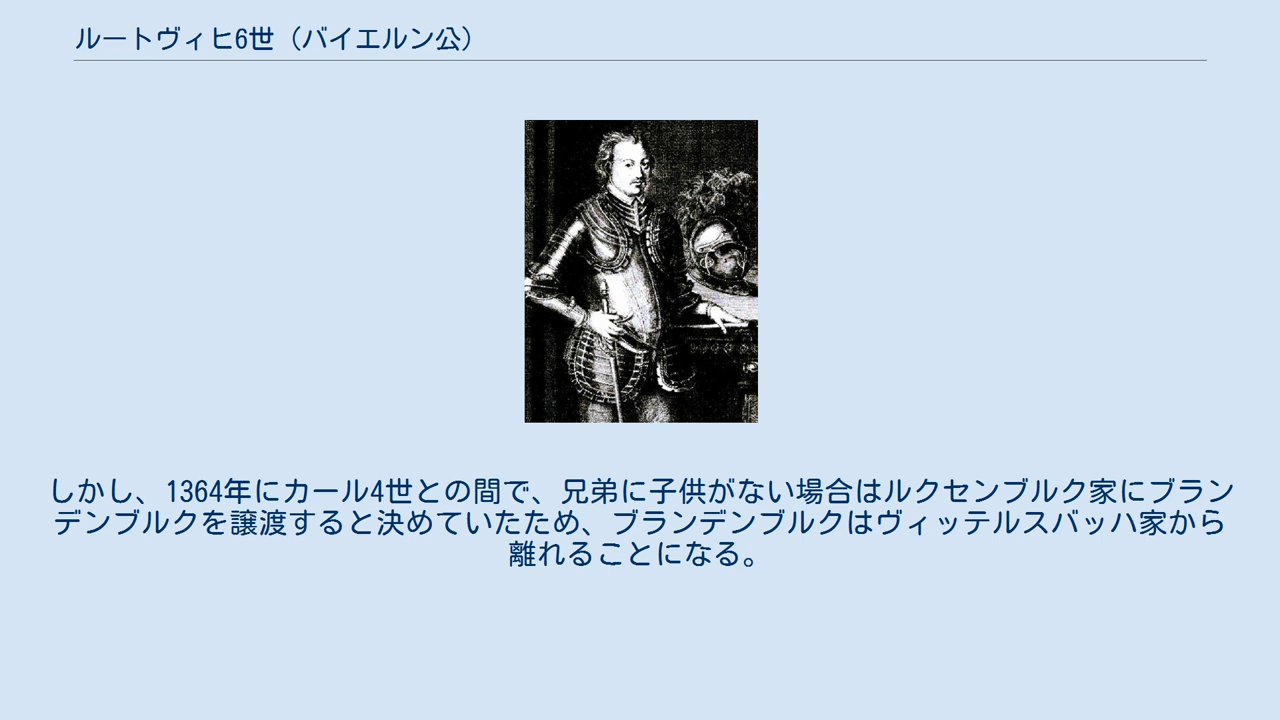 ルートヴィヒ6世（バイエルン公）
しかし、1364年にカール4世との間で、兄弟に子供がない場合はルクセンブルク家にブラン
デンブルクを譲渡すると決めていたため、ブランデンブルクはヴィッテルスバッハ家から
離れることになる。